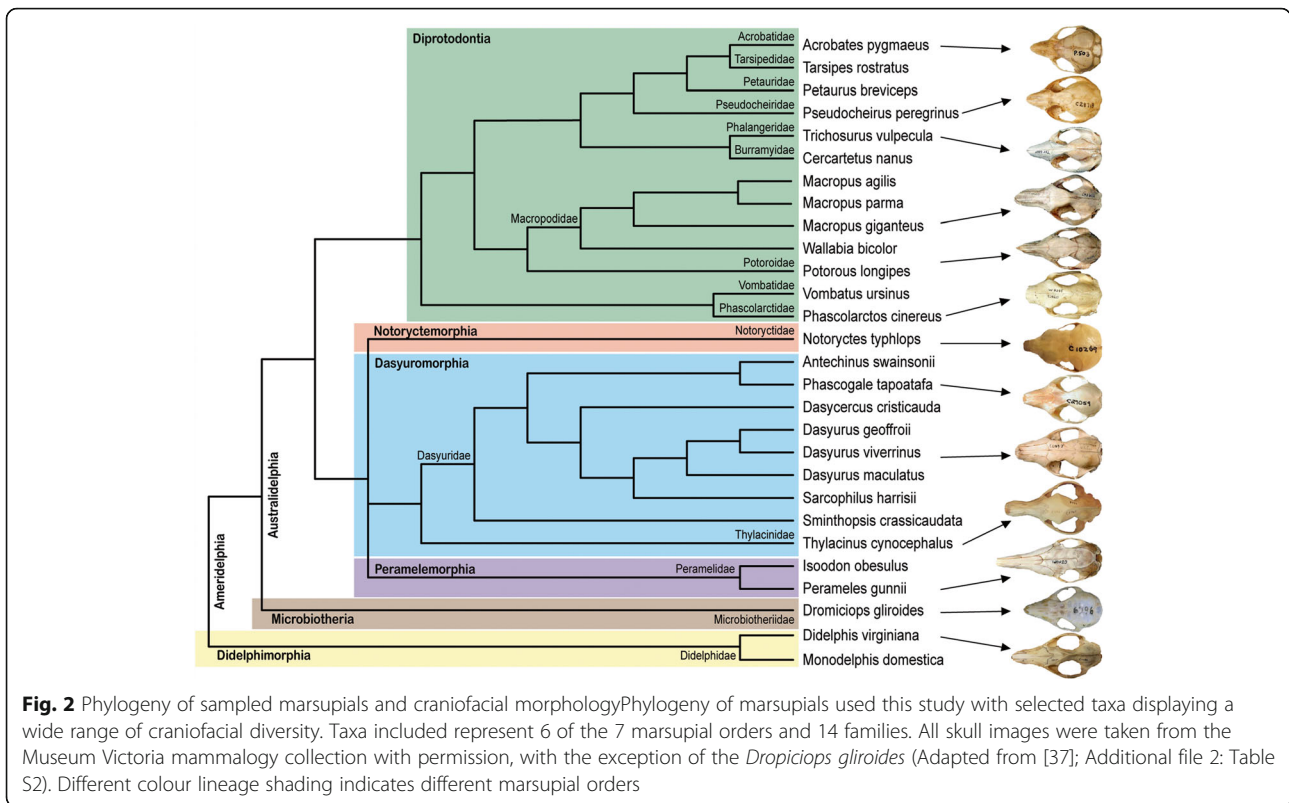 Diprotodontia
Acrobatidae
Acrobates pygmaeus
Tarsipedidae
Tarsipes rostratus
Petauridae
Petaurus breviceps
Pseudocheiridae
Pseudocheirus peregrinus
Phalangeridae
Trichosurus vulpecula
Burramyidae
Cercartetus nanus
Macropus agilis
Macropus parma
Macropodidae
Macropus giganteus
Wallabia bicolor
Potoroidae
Potorous longipes
Vombatidae
Vombatus ursinus
Phascolarctidae
Phascolarctos cinereus
Notoryctemorphia
Notoryctidae
Notoryctes typhlops
C10269
Dasyuromorphia
Antechinus swainsonii
Phascogale tapoatafa
Dasycercus cristicauda
Dasyuridae
Dasyurus geoffroii
Dasyurus viverrinus
Dasyurus maculatus
Sarcophilus harrisii
Sminthopsis crassicaudata
Thylacinidae
Thylacinus cynocephalus
Peramelemorphia
Peramelidae
Isoodon obesulus
Perameles gunnii
Microbiotheria
Microbiotheriidae
Dromiciops gliroides
Didelphimorphia
Didelphidae
Didelphis virginiana
Monodelphis domestica
Ameridelphia
Australidelphia
Fig. 2 Phylogeny of sampled marsupials and craniofacial morphologyPhylogeny of marsupials used this study with selected taxa displaying a
wide range of craniofacial diversity. Taxa included represent 6 of the 7 marsupial orders and 14 families. All skull images were taken from the
Museum Victoria mammalogy collection with permission, with the exception of the Dropiciops gliroides (Adapted from [37]; Additional file 2: Table
S2). Different colour lineage shading indicates different marsupial orders